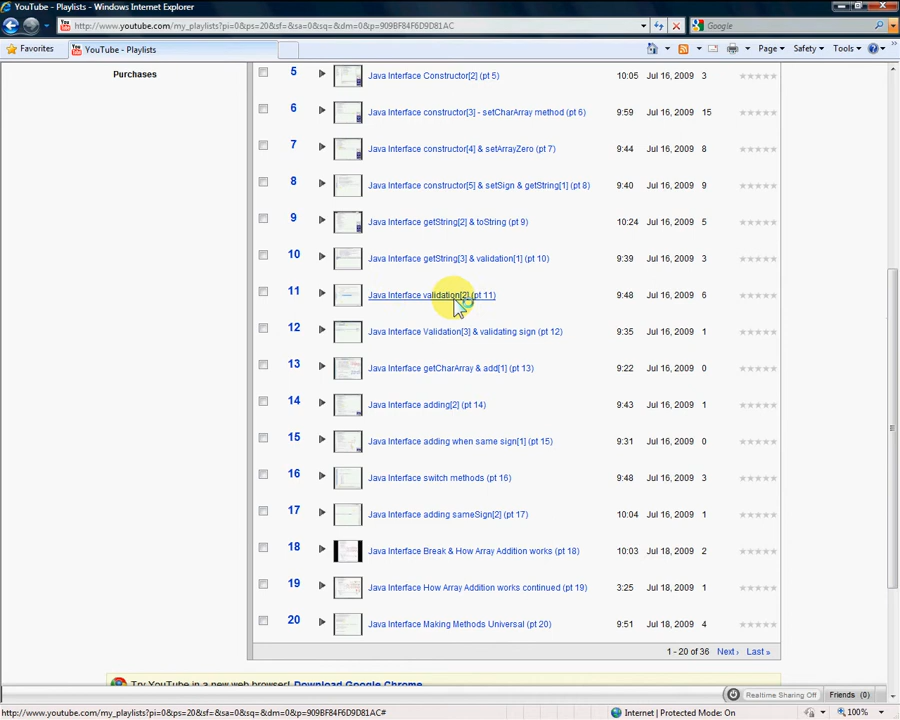 YouTube - Playlists - Windows Internet Explorer
http://www.youtube.com/my_playlists?pi=0&ps=20&sf=&sa=0&sq=&dm=0&p=909BF84F6D9D81AC
Google
Favorites YouTube - Playlists Page Safety Tools
Purchases
5 Java Interface Constructor[2] (pt 5) 10:05 Jul 16, 2009 3
6 Java Interface constructor[3] - setCharArray method (pt 6) 9:59 Jul 16, 2009 15
7 Java Interface constructor[4] & setArrayZero (pt 7) 9:44 Jul 16, 2009 8
8 Java Interface constructor[5] & setSign & getString[1] (pt 8) 9:40 Jul 16, 2009 9
9 Java Interface getString[2] & toString (pt 9) 10:24 Jul 16, 2009 5
10 Java Interface getString[3] & validation[1] (pt 10) 9:39 Jul 16, 2009 3
11 Java Interface validation[2] (pt 11) 9:48 Jul 16, 2009 6
12 Java Interface Validation[3] & validating sign (pt 12) 9:35 Jul 16, 2009 1
13 Java Interface getCharArray & add[1] (pt 13) 9:22 Jul 16, 2009 0
14 Java Interface adding[2] (pt 14) 9:43 Jul 16, 2009 1
15 Java Interface adding when same sign[1] (pt 15) 9:31 Jul 16, 2009 0
16 Java Interface switch methods (pt 16) 9:48 Jul 16, 2009 3
17 Java Interface adding sameSign[2] (pt 17) 10:04 Jul 16, 2009 1
18 Java Interface Break & How Array Addition works (pt 18) 10:03 Jul 18, 2009 2
19 Java Interface How Array Addition works continued (pt 19) 3:25 Jul 18, 2009 1
20 Java Interface Making Methods Universal (pt 20) 9:51 Jul 18, 2009 4
1 - 20 of 36 Next › Last »
Try YouTube in a new web browser! Download Google Chrome
Realtime Sharing Off Friends (0)
http://www.youtube.com/my_playlists?pi=0&ps=20&sf=&sa=0&sq=&dm=0&p=909BF84F6D9D81AC# Internet | Protected Mode: On 100%